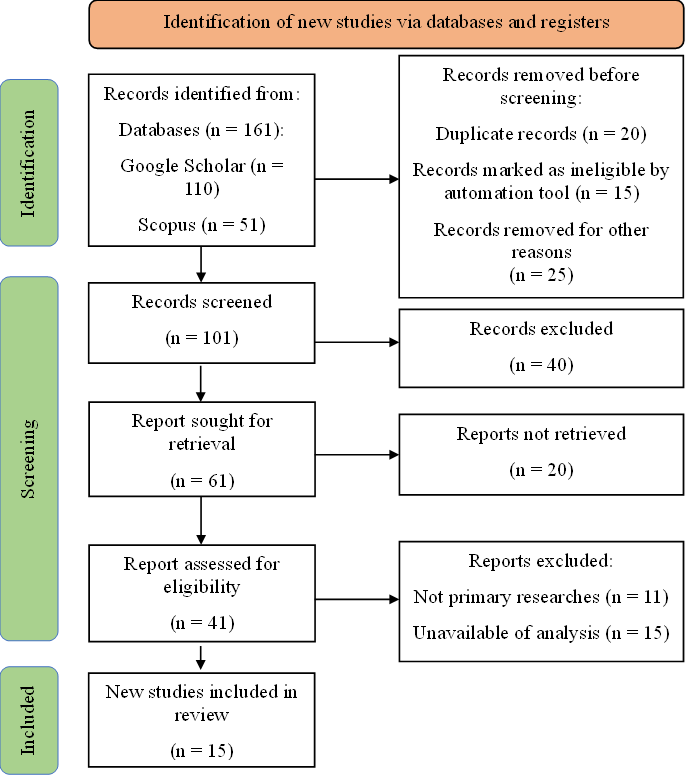 Identification of new studies via databases and registers
Identification
Records identified from:
Databases (n = 161):
Google Scholar (n =
110)
Scopus (n = 51)
Records removed before
screening:
Duplicate records (n = 20)
Records marked as ineligible by
automation tool (n = 15)
Records removed for other
reasons
(n = 25)
Screening
Records screened
(n = 101)
Records excluded
(n = 40)
Report sought for
retrieval
(n = 61)
Reports not retrieved
(n = 20)
Report assessed for
eligibility
(n = 41)
Reports excluded:
Not primary researches (n = 11)
Unavailable of analysis (n = 15)
Included
New studies included in
review
(n = 15)